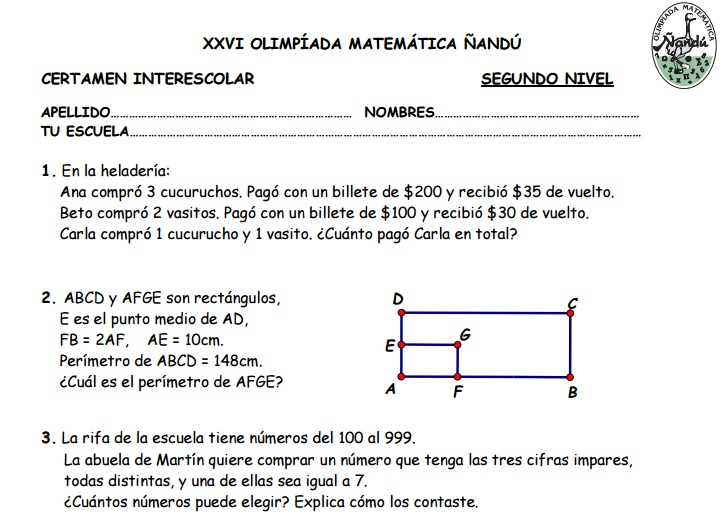 XXVI OLIMPÍADA MATEMÁTICA ÑANDÚ
OLIMPÍADA MATEMÁTICA
Ñandú
CERTAMEN INTERESCOLAR SEGUNDO NIVEL
APELLIDO………………………………………………………………… NOMBRES…………………………………………………………
TU ESCUELA…………………………………………………………………………………………………………………………………………
1. En la heladería:
Ana compró 3 cucuruchos. Pagó con un billete de $200 y recibió $35 de vuelto.
Beto compró 2 vasitos. Pagó con un billete de $100 y recibió $30 de vuelto.
Carla compró 1 cucurucho y 1 vasito. ¿Cuánto pagó Carla en total?
2. ABCD y AFGE son rectángulos,
E es el punto medio de AD,
FB = 2AF, AE = 10cm.
Perímetro de ABCD = 148cm.
¿Cuál es el perímetro de AFGE?
D C
E G
A F B
3. La rifa de la escuela tiene números del 100 al 999.
La abuela de Martín quiere comprar un número que tenga las tres cifras impares,
todas distintas, y una de ellas sea igual a 7.
¿Cuántos números puede elegir? Explica cómo los contaste.